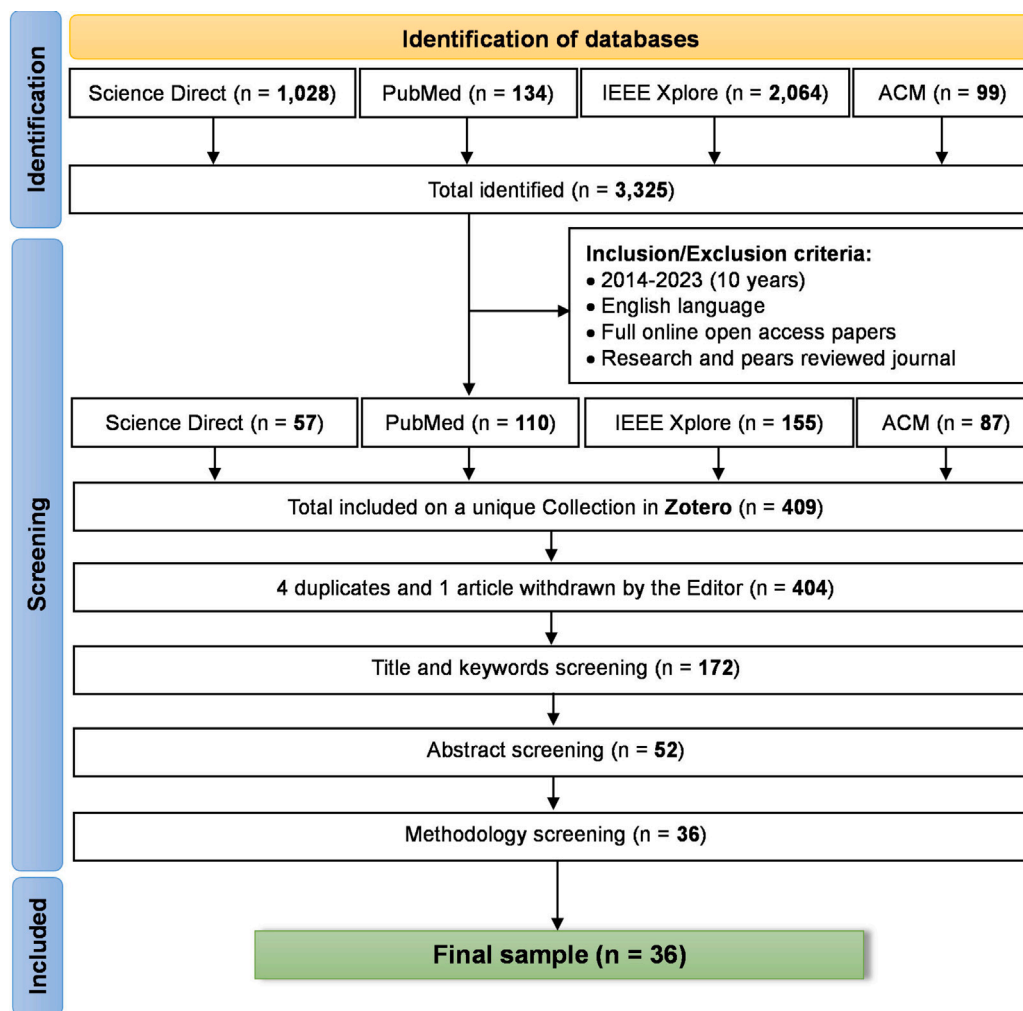 Identification
Identification of databases
Science Direct (n = 1,028)
PubMed (n = 134)
IEEE Xplore (n = 2,064)
ACM (n = 99)
Total identified (n = 3,325)
Screening
Inclusion/Exclusion criteria:
• 2014-2023 (10 years)
• English language
• Full online open access papers
• Research and pears reviewed journal
Science Direct (n = 57)
PubMed (n = 110)
IEEE Xplore (n = 155)
ACM (n = 87)
Total included on a unique Collection in Zotero (n = 409)
4 duplicates and 1 article withdrawn by the Editor (n = 404)
Title and keywords screening (n = 172)
Abstract screening (n = 52)
Methodology screening (n = 36)
Included
Final sample (n = 36)